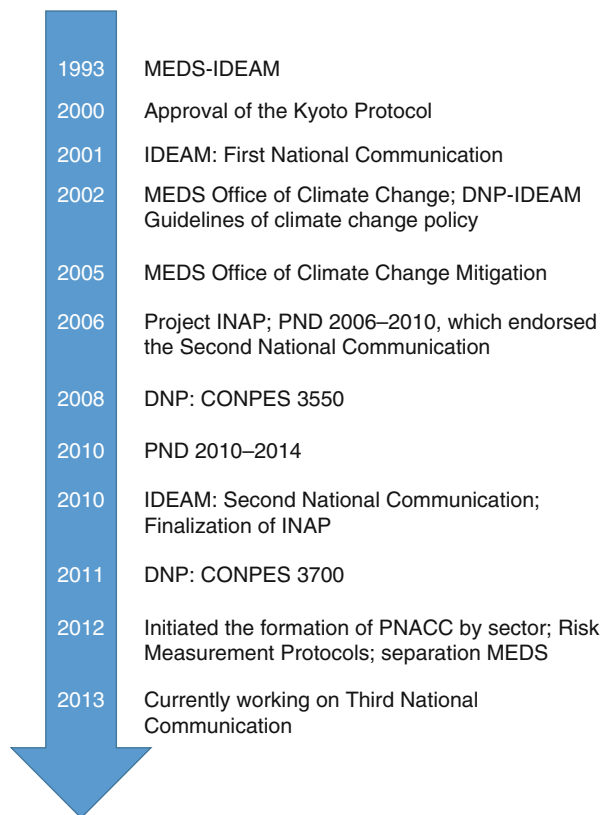 1993 MEDS-IDEAM
2000 Approval of the Kyoto Protocol
2001 IDEAM: First National Communication
2002 MEDS Office of Climate Change; DNP-IDEAM
Guidelines of climate change policy
2005 MEDS Office of Climate Change Mitigation
2006 Project INAP; PND 2006–2010, which endorsed
the Second National Communication
2008 DNP: CONPES 3550
2010 PND 2010–2014
2010 IDEAM: Second National Communication;
Finalization of INAP
2011 DNP: CONPES 3700
2012 Initiated the formation of PNACC by sector; Risk
Measurement Protocols; separation MEDS
2013 Currently working on Third National
Communication